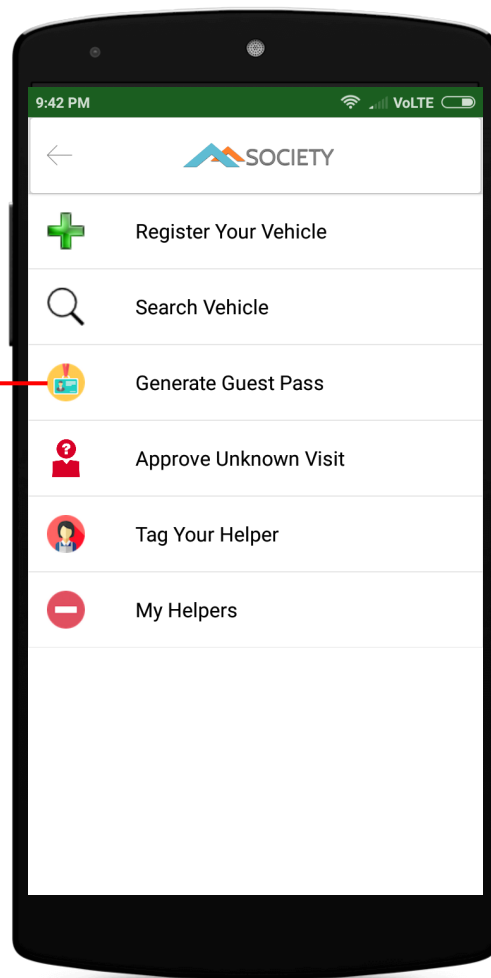 9:42 PM VoLTE
SOCIETY
Register Your Vehicle
Search Vehicle
Generate Guest Pass
?
Approve Unknown Visit
Tag Your Helper
My Helpers